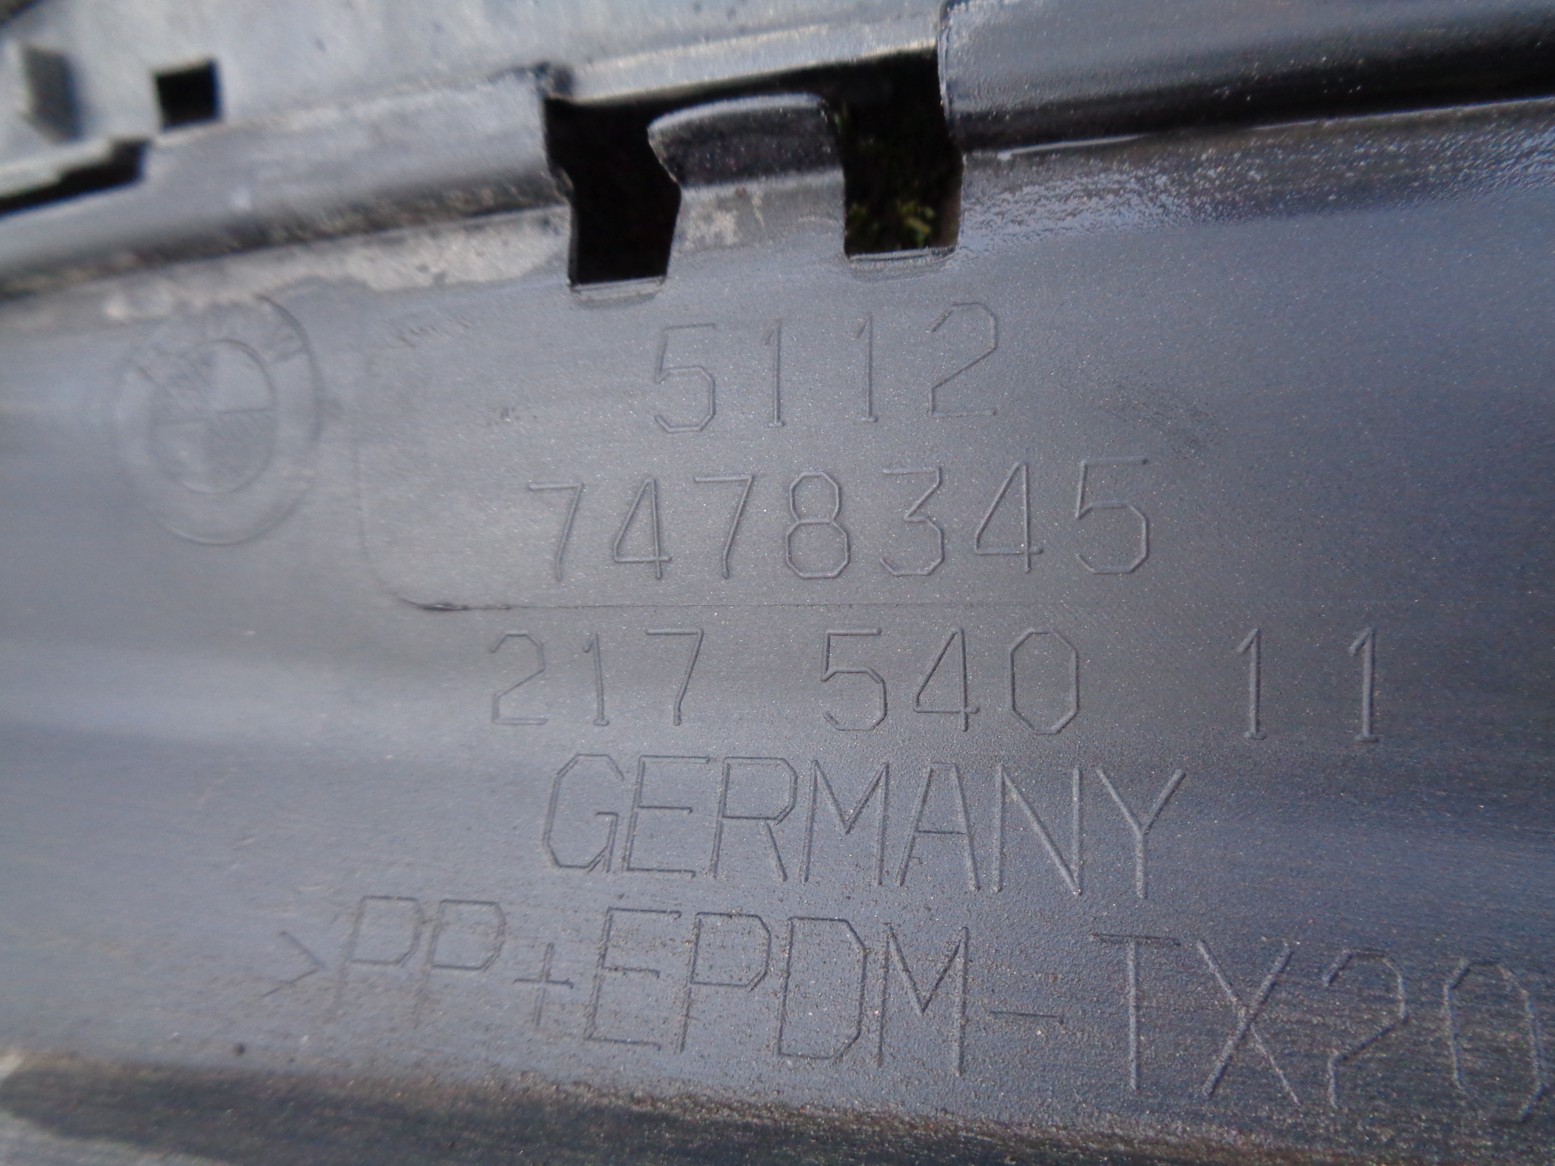 5112
7478345
217 540 11
GERMANY
>PP+EPDM-TX20